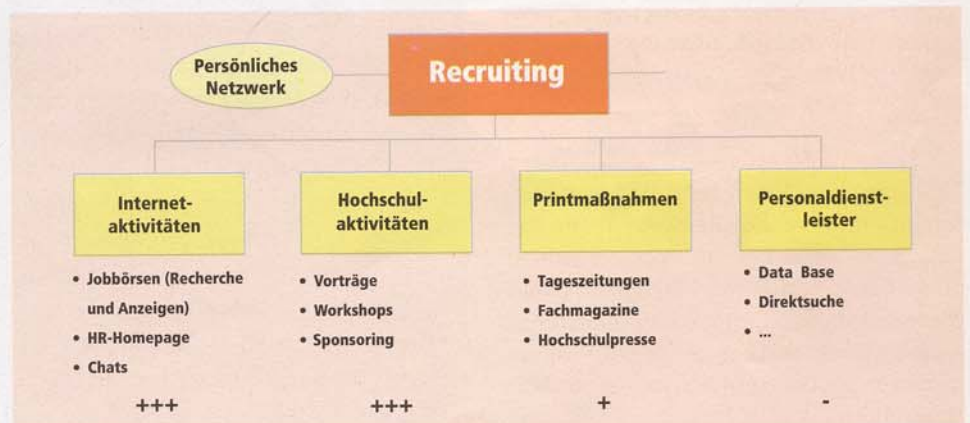 Persönliches
Netzwerk
Recruiting
Internet-
aktivitäten
• Jobbörsen (Recherche
und Anzeigen)
• HR-Homepage
• Chats
+++
Hochschul-
aktivitäten
• Vorträge
• Workshops
• Sponsoring
+++
Printmaßnahmen
• Tageszeitungen
• Fachmagazine
• Hochschulpresse
+
Personaldienst-
leister
• Data Base
• Direktsuche
• ...
-